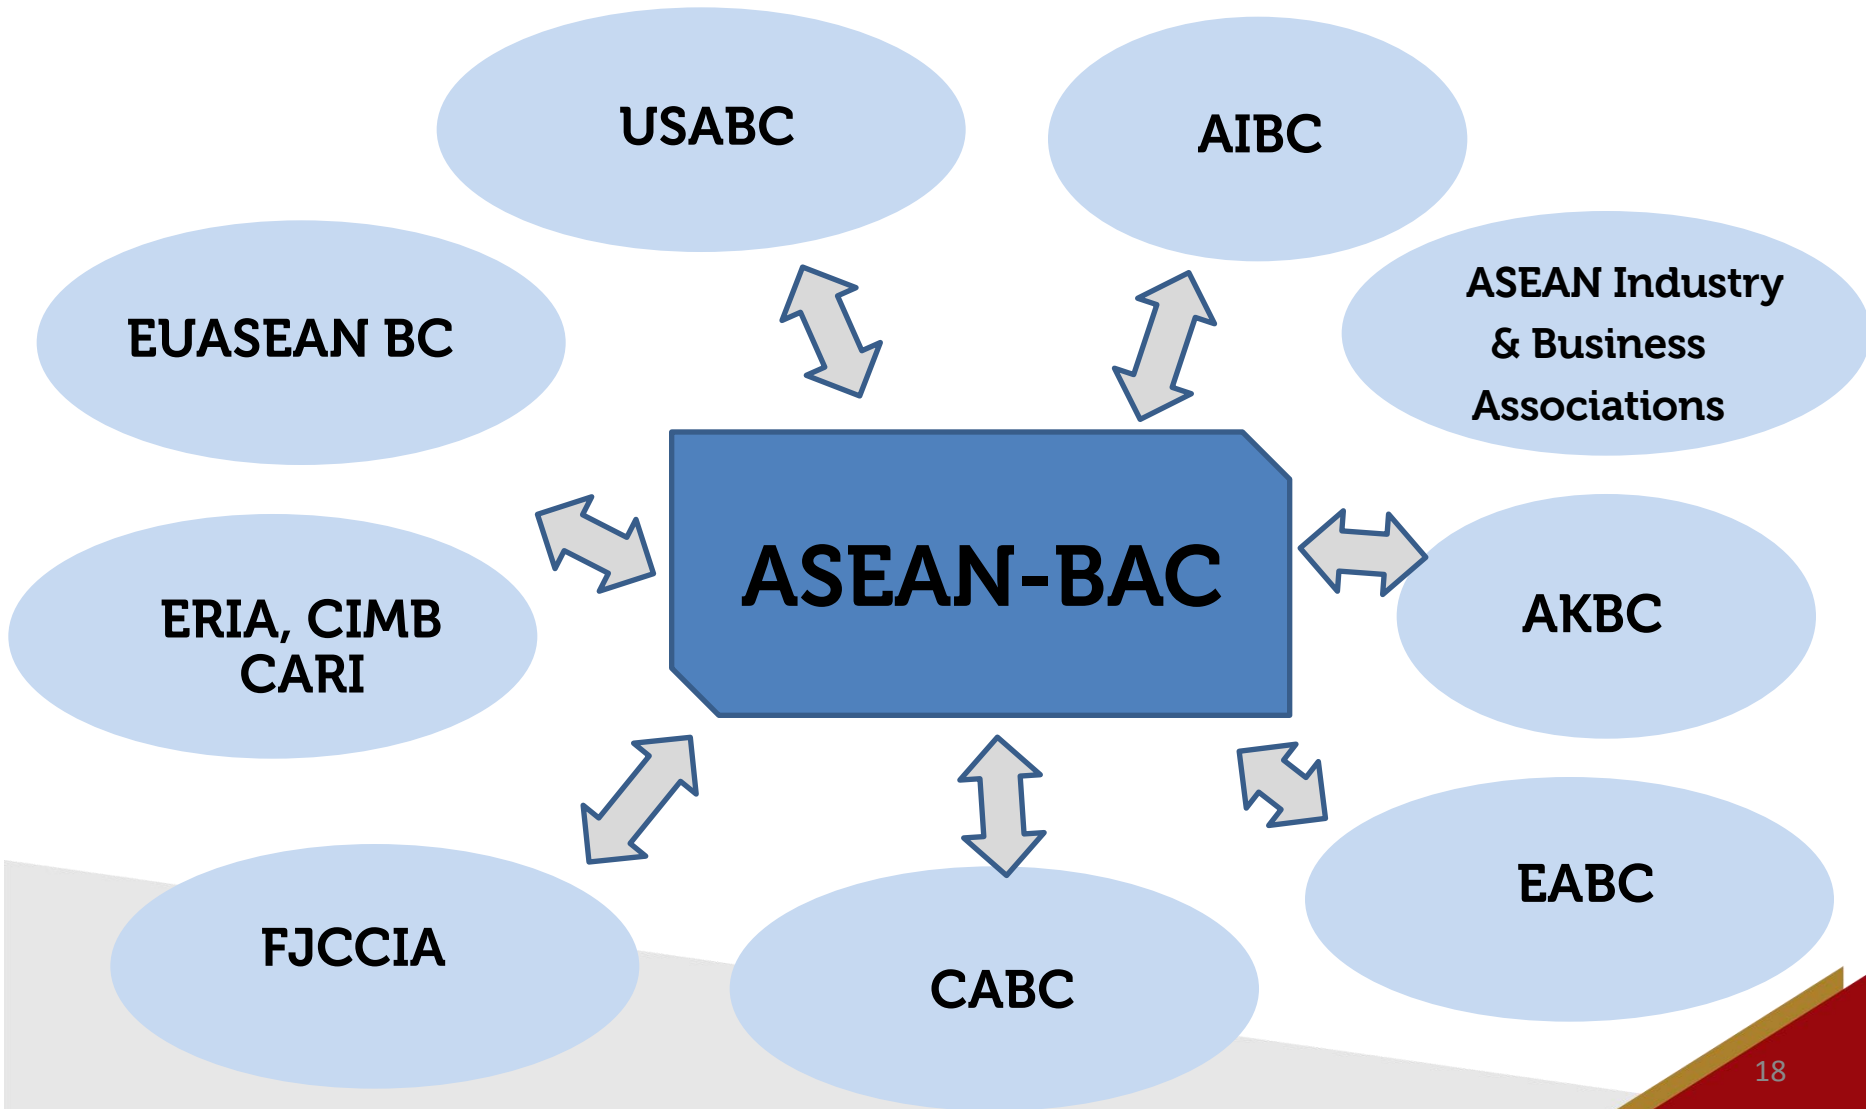 USABC
AIBC
ASEAN Industry
& Business
Associations
EUASEAN BC
ASEAN-BAC
ERIA, CIMB
CARI
AKBC
EABC
FJCCIA
CABC
18